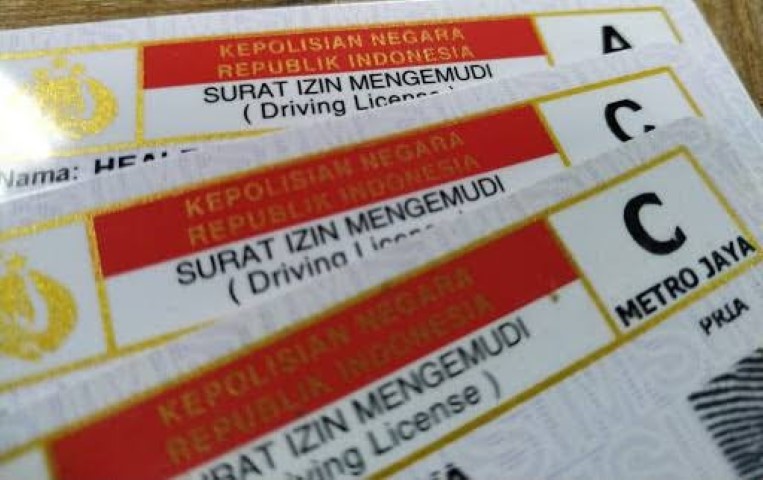 KEPOLISIAN NEGARA
REPUBLIK INDONESIA
SURAT IZIN MENGEMUDI
( Driving License )
A
Nama:
KEPOLISIAN NEGARA
REPUBLIK INDONESIA
SURAT IZIN MENGEMUDI
( Driving License
C
KEPOLISIAN NEGARA
REPUBLIK INDONESIA
SURAT IZIN MENGEMUDI
Driving License )
C
METRO JAYA
PRIA